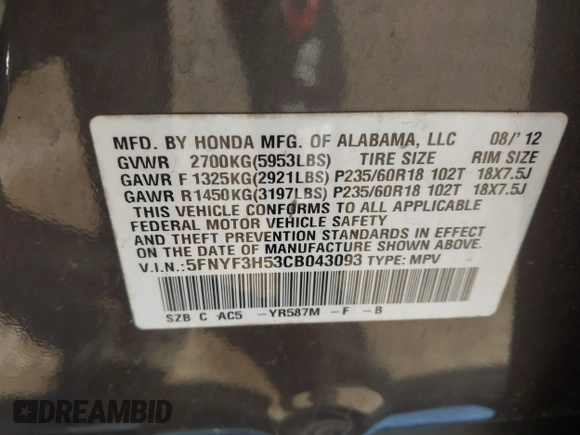 MFD. BY HONDA MFG. OF ALABAMA, LLC 08/'12
GVWR 2700KG(5953LBS) TIRE SIZE RIM SIZE
GAWR F 1325KG(2921LBS) P235/60R18 102T 18X7.5J
GAWR R 1450KG(3197LBS) P235/60R18 102T 18X7.5J
THIS VEHICLE CONFORMS TO ALL APPLICABLE
FEDERAL MOTOR VEHICLE SAFETY
AND THEFT PREVENTION STANDARDS IN EFFECT
ON THE DATE OF MANUFACTURE SHOWN ABOVE.
V.I.N.: 5FNYF3H53CB043093 TYPE: MPV
SZB C AC5 -YR587M -F -B
DREAMBID